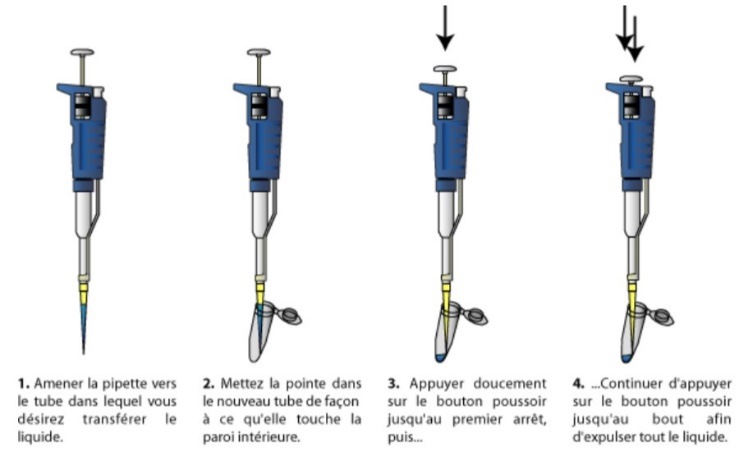 1. Amener la pipette vers
le tube dans lequel vous
désirez transférer le
liquide.
2. Mettez la pointe dans
le nouveau tube de façon
à ce qu'elle touche la
paroi intérieure.
3. Appuyer doucement
sur le bouton poussoir
jusqu'au premier arrêt,
puis...
4. ...Continuer d'appuyer
sur le bouton poussoir
jusqu'au bout afin
d'expulser tout le liquide.